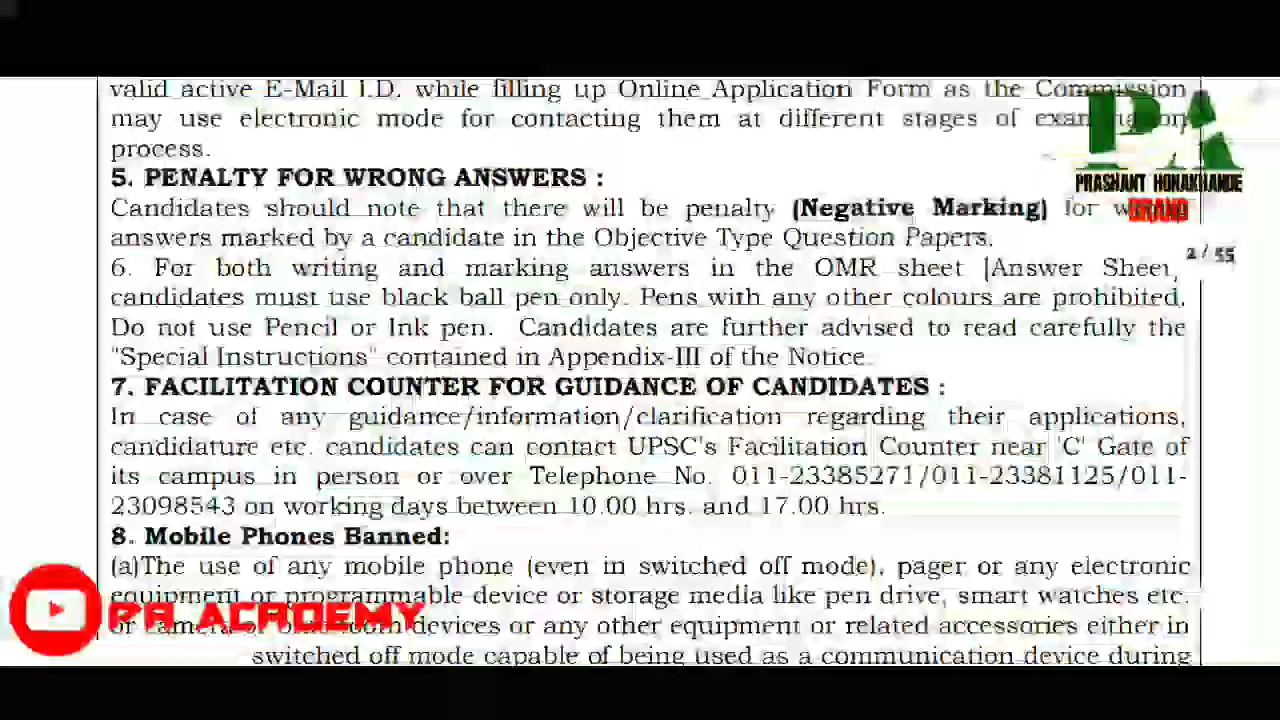 valid active E-Mail I.D. while filling up Online Application Form as the Commission
may use electronic mode for contacting them at different stages of examination
process.
5. PENALTY FOR WRONG ANSWERS :
Candidates should note that there will be penalty (Negative Marking) for wrong
answers marked by a candidate in the Objective Type Question Papers.
6. For both writing and marking answers in the OMR sheet [Answer Sheet,
candidates must use black ball pen only. Pens with any other colours are prohibited.
Do not use Pencil or Ink pen. Candidates are further advised to read carefully the
"Special Instructions" contained in Appendix-III of the Notice.
7. FACILITATION COUNTER FOR GUIDANCE OF CANDIDATES :
In case of any guidance/information/clarification regarding their applications,
candidature etc. candidates can contact UPSC's Facilitation Counter near 'C' Gate of
its campus in person or over Telephone No. 011-23385271/011-23381125/011-
23098543 on working days between 10.00 hrs. and 17.00 hrs.
8. Mobile Phones Banned:
(a)The use of any mobile phone (even in switched off mode), pager or any electronic
equipment or programmable device or storage media like pen drive, smart watches etc.
or camera or devices or any other equipment or related accessories either in
switched off mode capable of being used as a communication device during
PA
PRASHANT HONAKHANDE
BRAND
2 / 55
PA ACADEMY